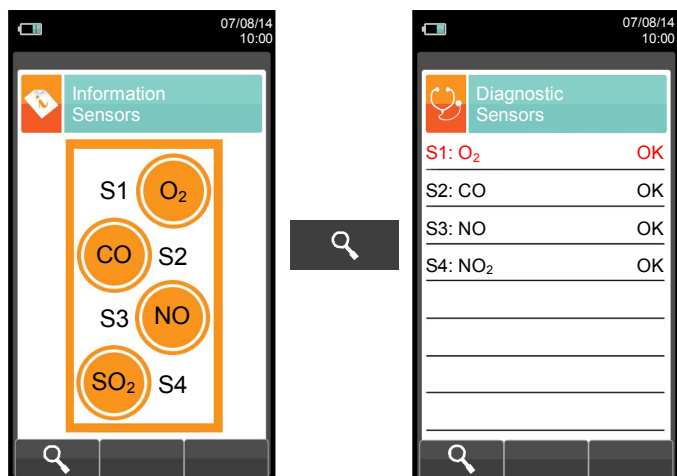 07/08/14
10:00
Information
Sensors
S1 O₂
CO S2
S3 NO
SO₂ S4
07/08/14
10:00
Diagnostic
Sensors
S1: O₂ OK
S2: CO OK
S3: NO OK
S4: NO₂ OK